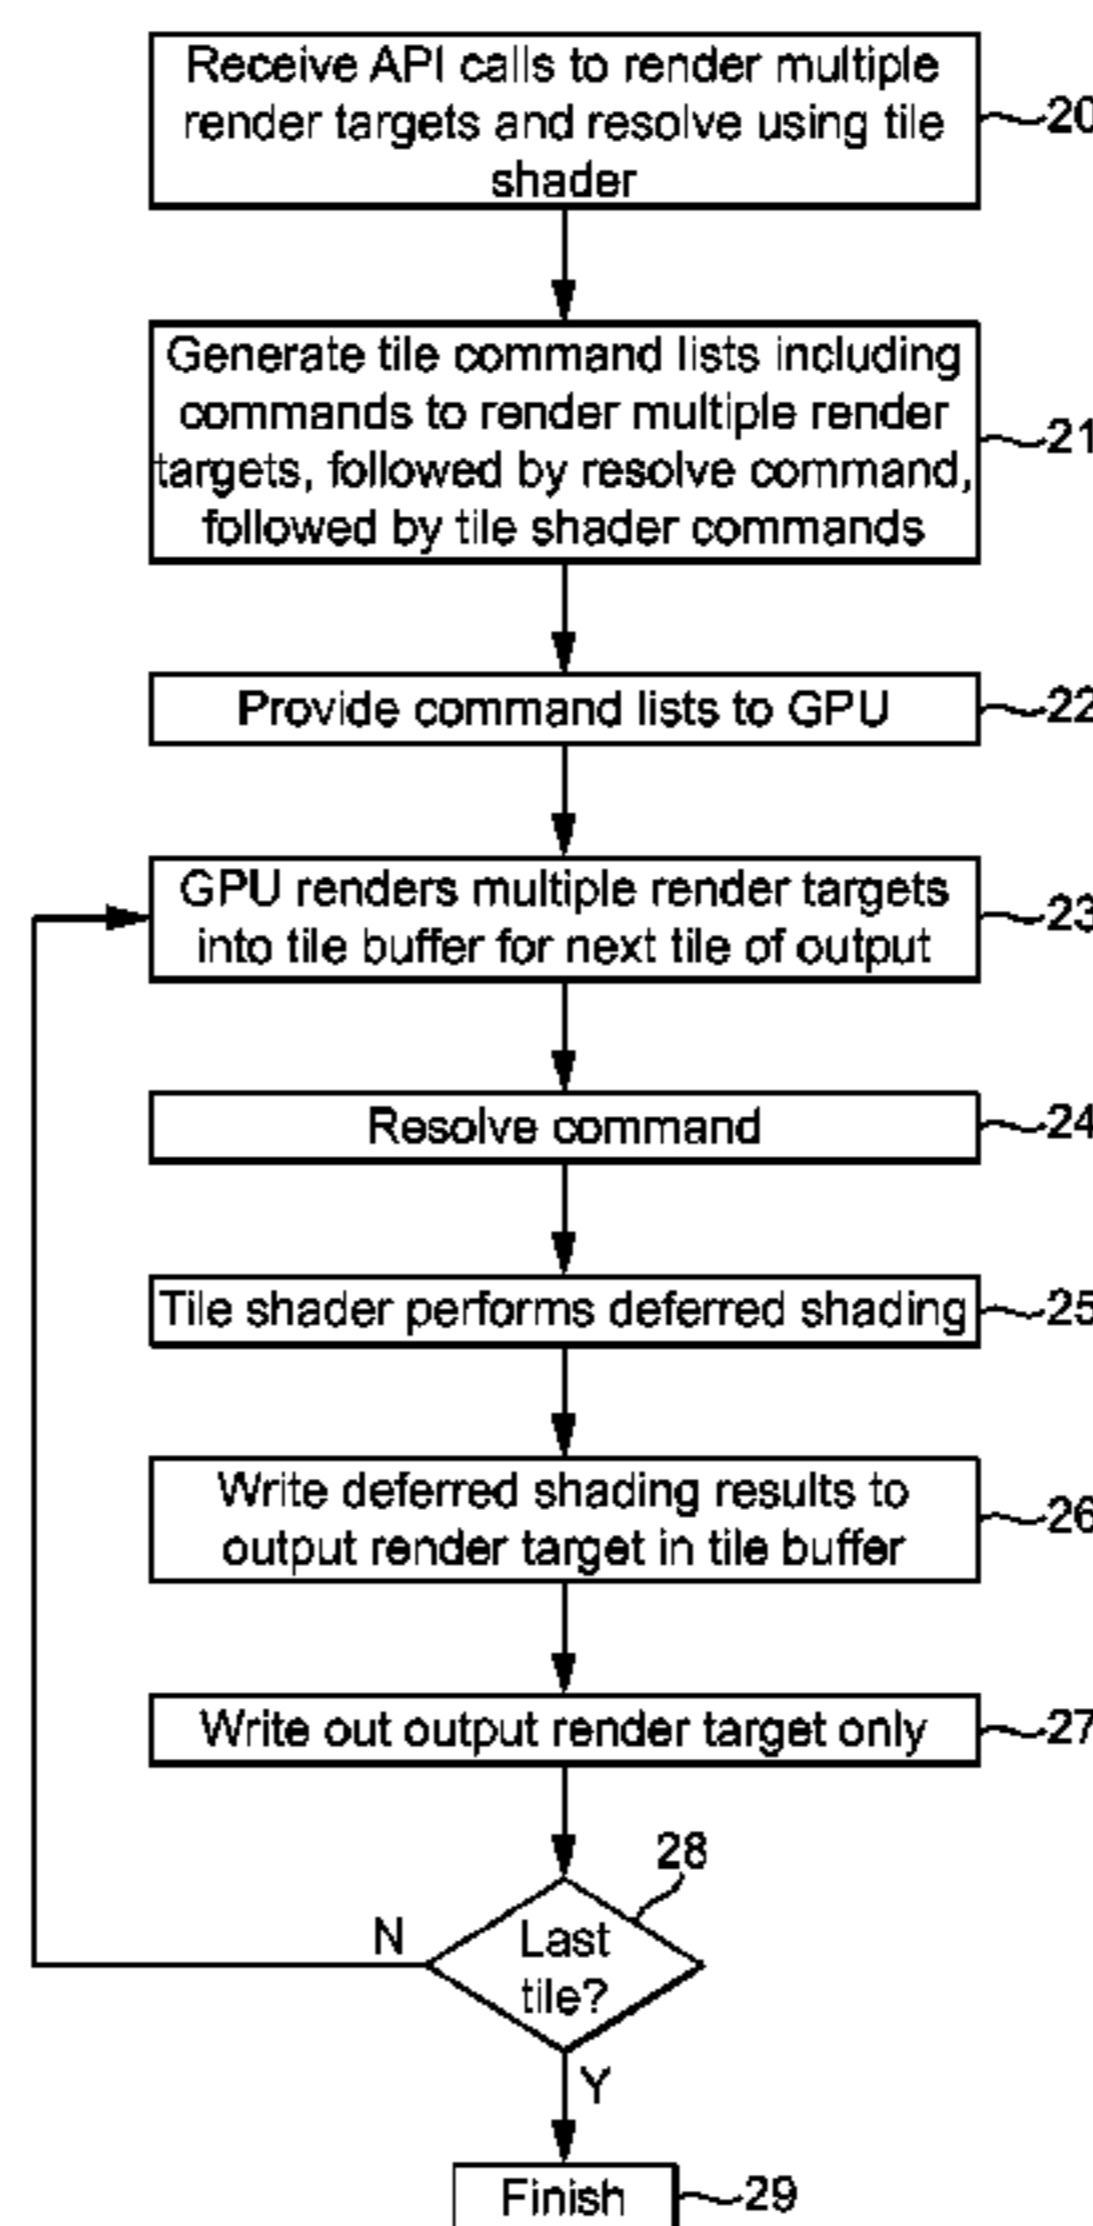 Receive API calls to render multiple
render targets and resolve using tile
shader
20
Generate tile command lists including
commands to render multiple render
targets, followed by resolve command,
followed by tile shader commands
21
Provide command lists to GPU
22
GPU renders multiple render targets
into tile buffer for next tile of output
23
Resolve command
24
Tile shader performs deferred shading
25
Write deferred shading results to
output render target in tile buffer
26
Write out output render target only
27
28
Last
tile?
N
Y
Finish
29